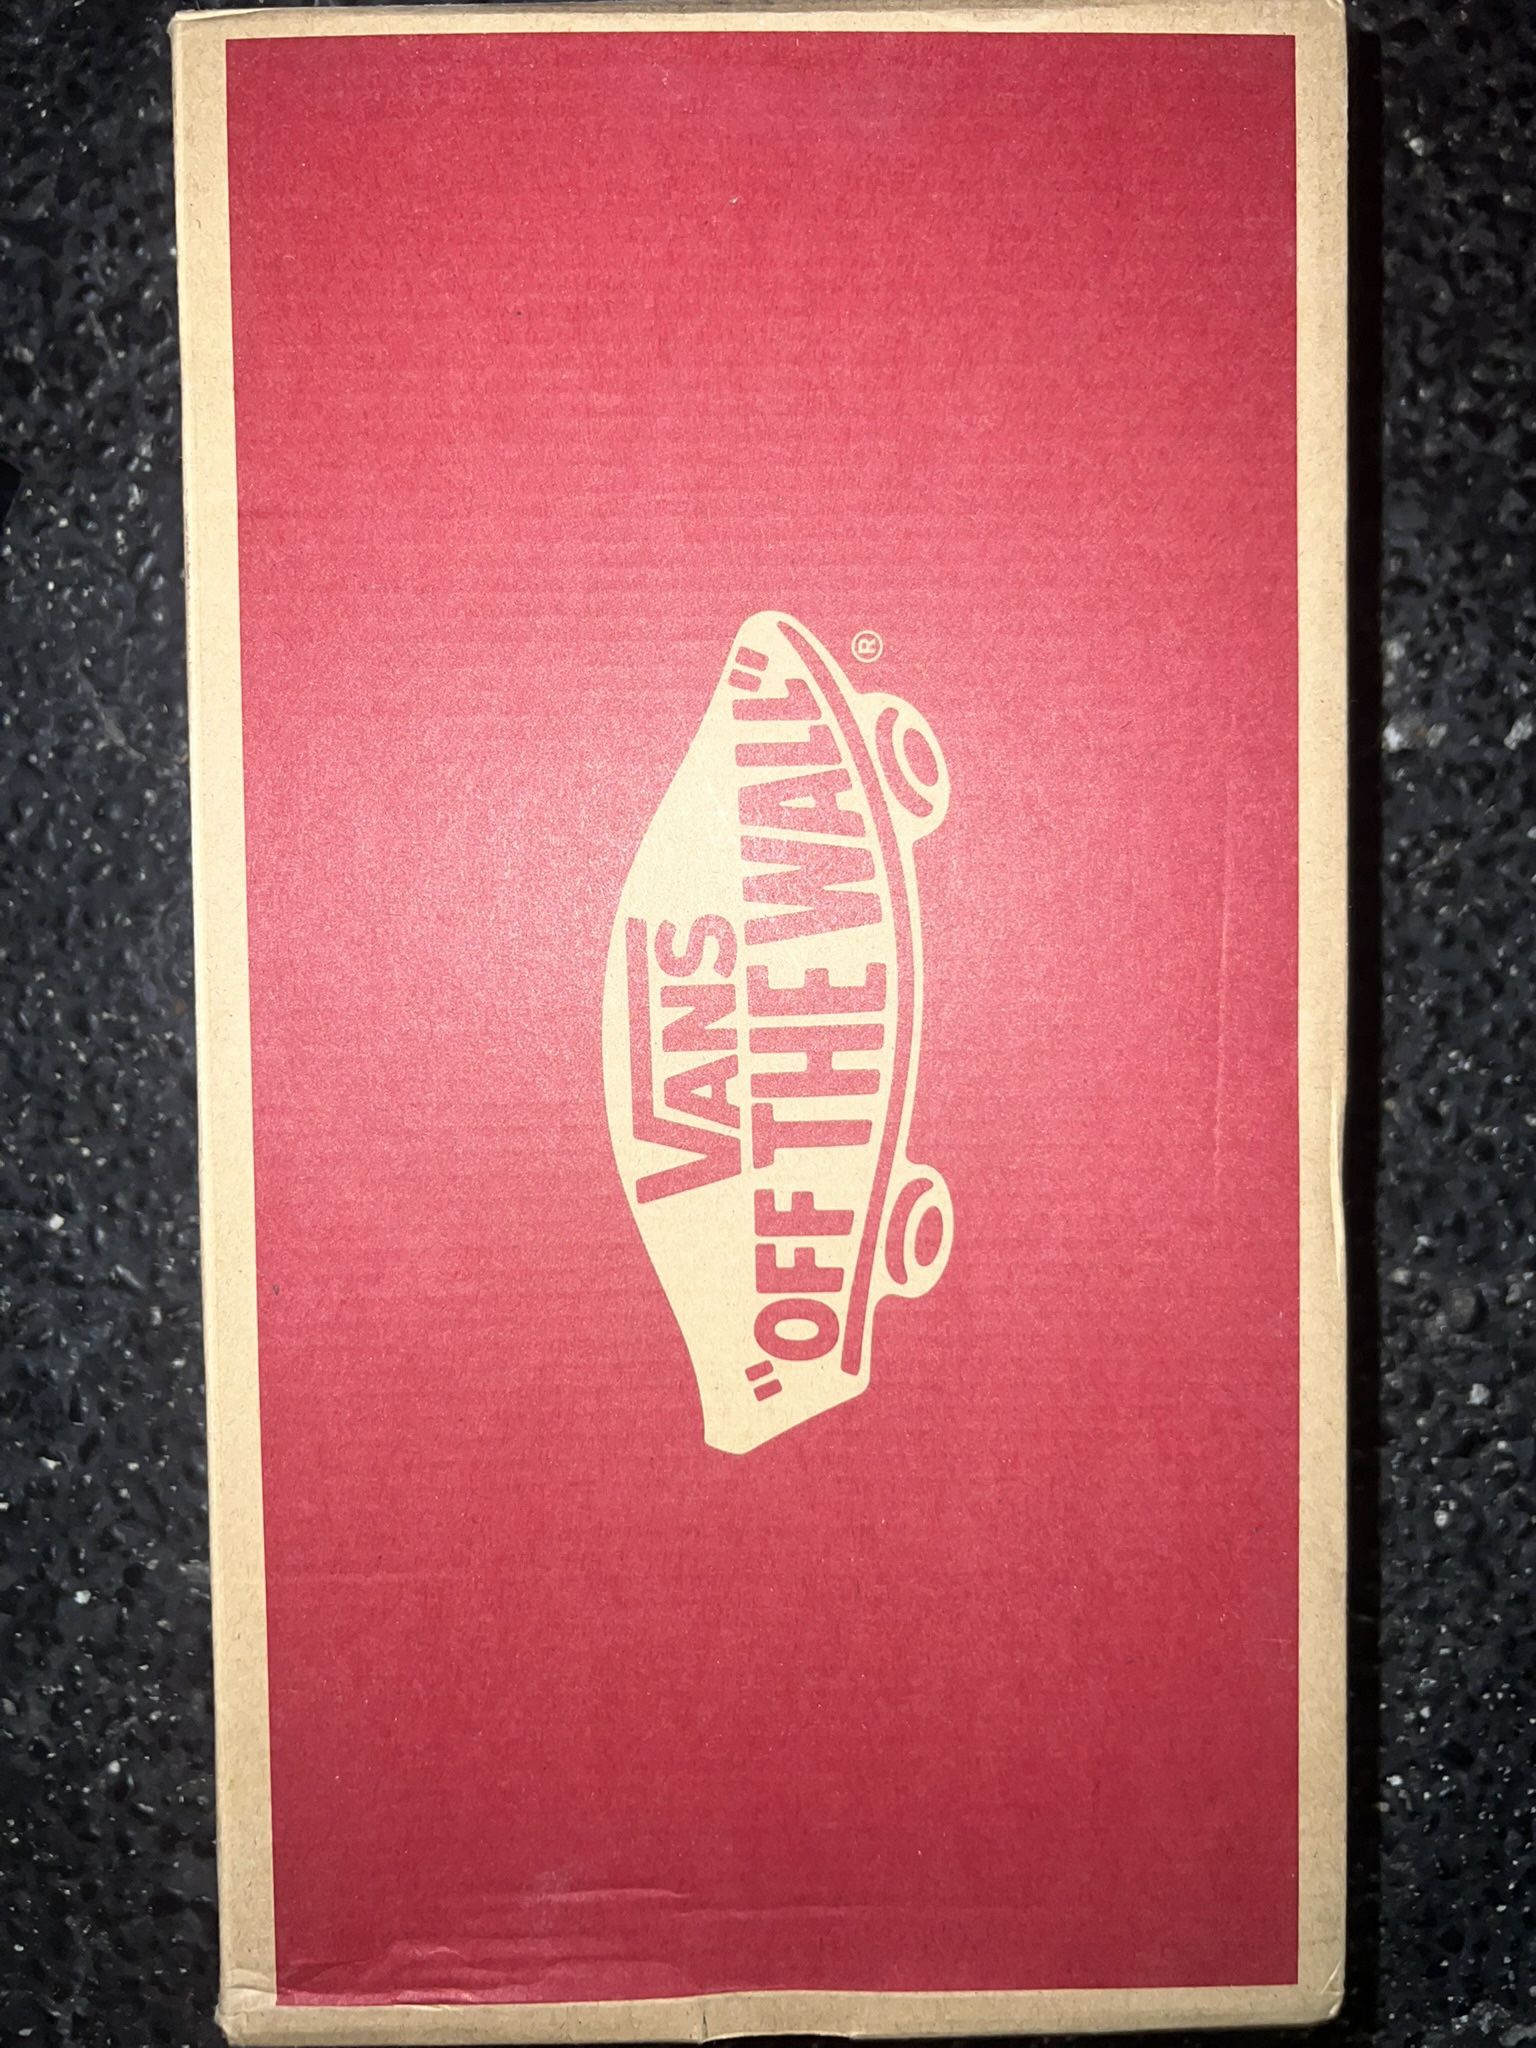 VANS
"OFF THE WALL"
®